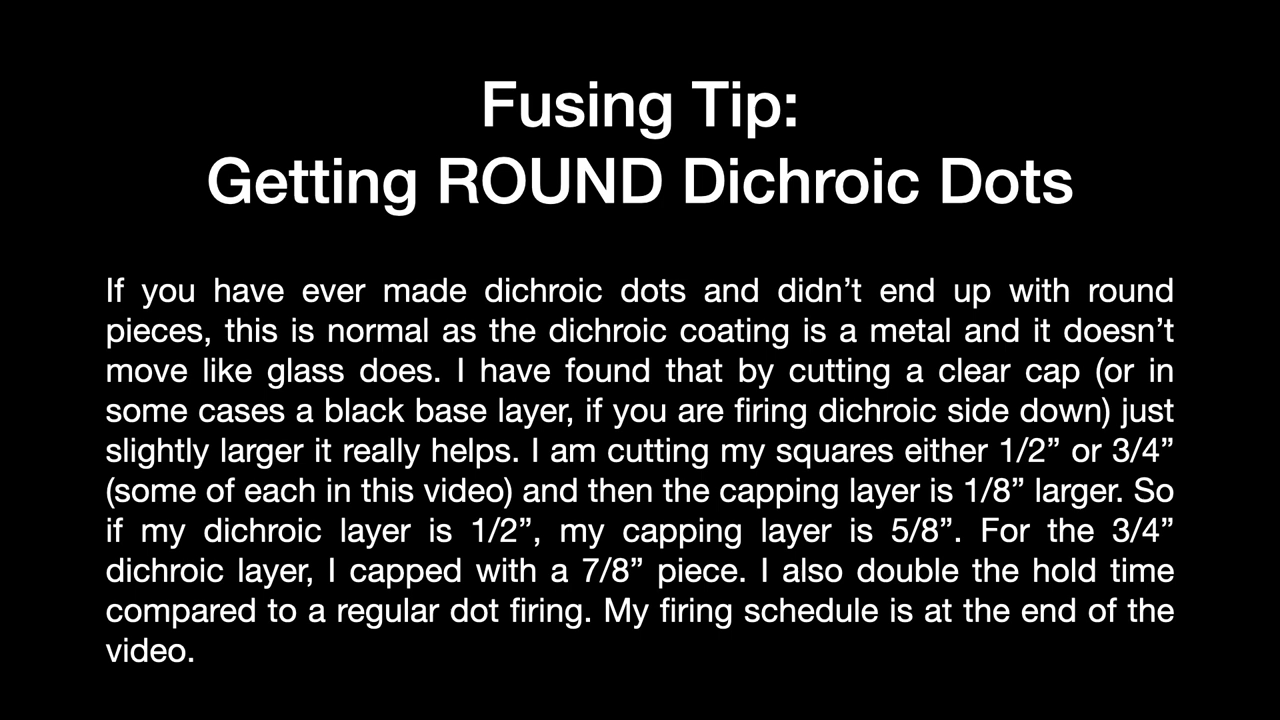 Fusing Tip:
Getting ROUND Dichroic Dots
If you have ever made dichroic dots and didn’t end up with round
pieces, this is normal as the dichroic coating is a metal and it doesn’t
move like glass does. I have found that by cutting a clear cap (or in
some cases a black base layer, if you are firing dichroic side down) just
slightly larger it really helps. I am cutting my squares either 1/2” or 3/4”
(some of each in this video) and then the capping layer is 1/8” larger. So
if my dichroic layer is 1/2”, my capping layer is 5/8”. For the 3/4”
dichroic layer, I capped with a 7/8” piece. I also double the hold time
compared to a regular dot firing. My firing schedule is at the end of the
video.